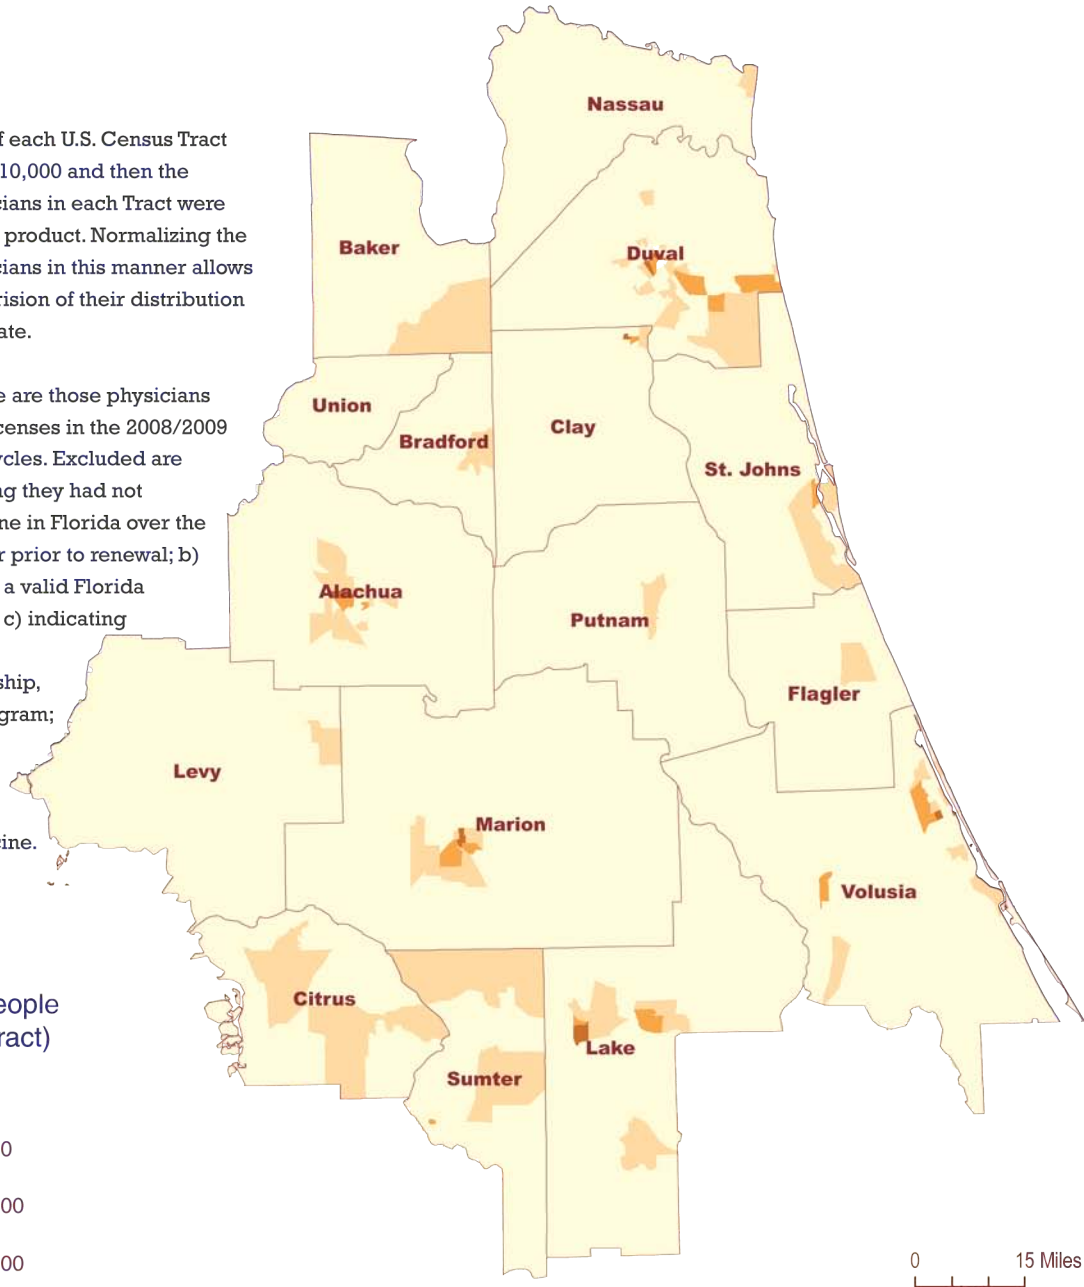 f each U.S. Census Tract
10,000 and then the
cians in each Tract were
product. Normalizing the
cians in this manner allows
rision of their distribution
ate.
e are those physicians
censes in the 2008/2009
ycles. Excluded are
ng they had not
ne in Florida over the
r prior to renewal; b)
a valid Florida
c) indicating
ship,
gram;
cine.
eople
ract)
0
00
00
Nassau
Baker
Duval
Union
Bradford
Clay
St. Johns
Alachua
Putnam
Flagler
Levy
Marion
Volusia
Citrus
Lake
Sumter
0 15 Miles